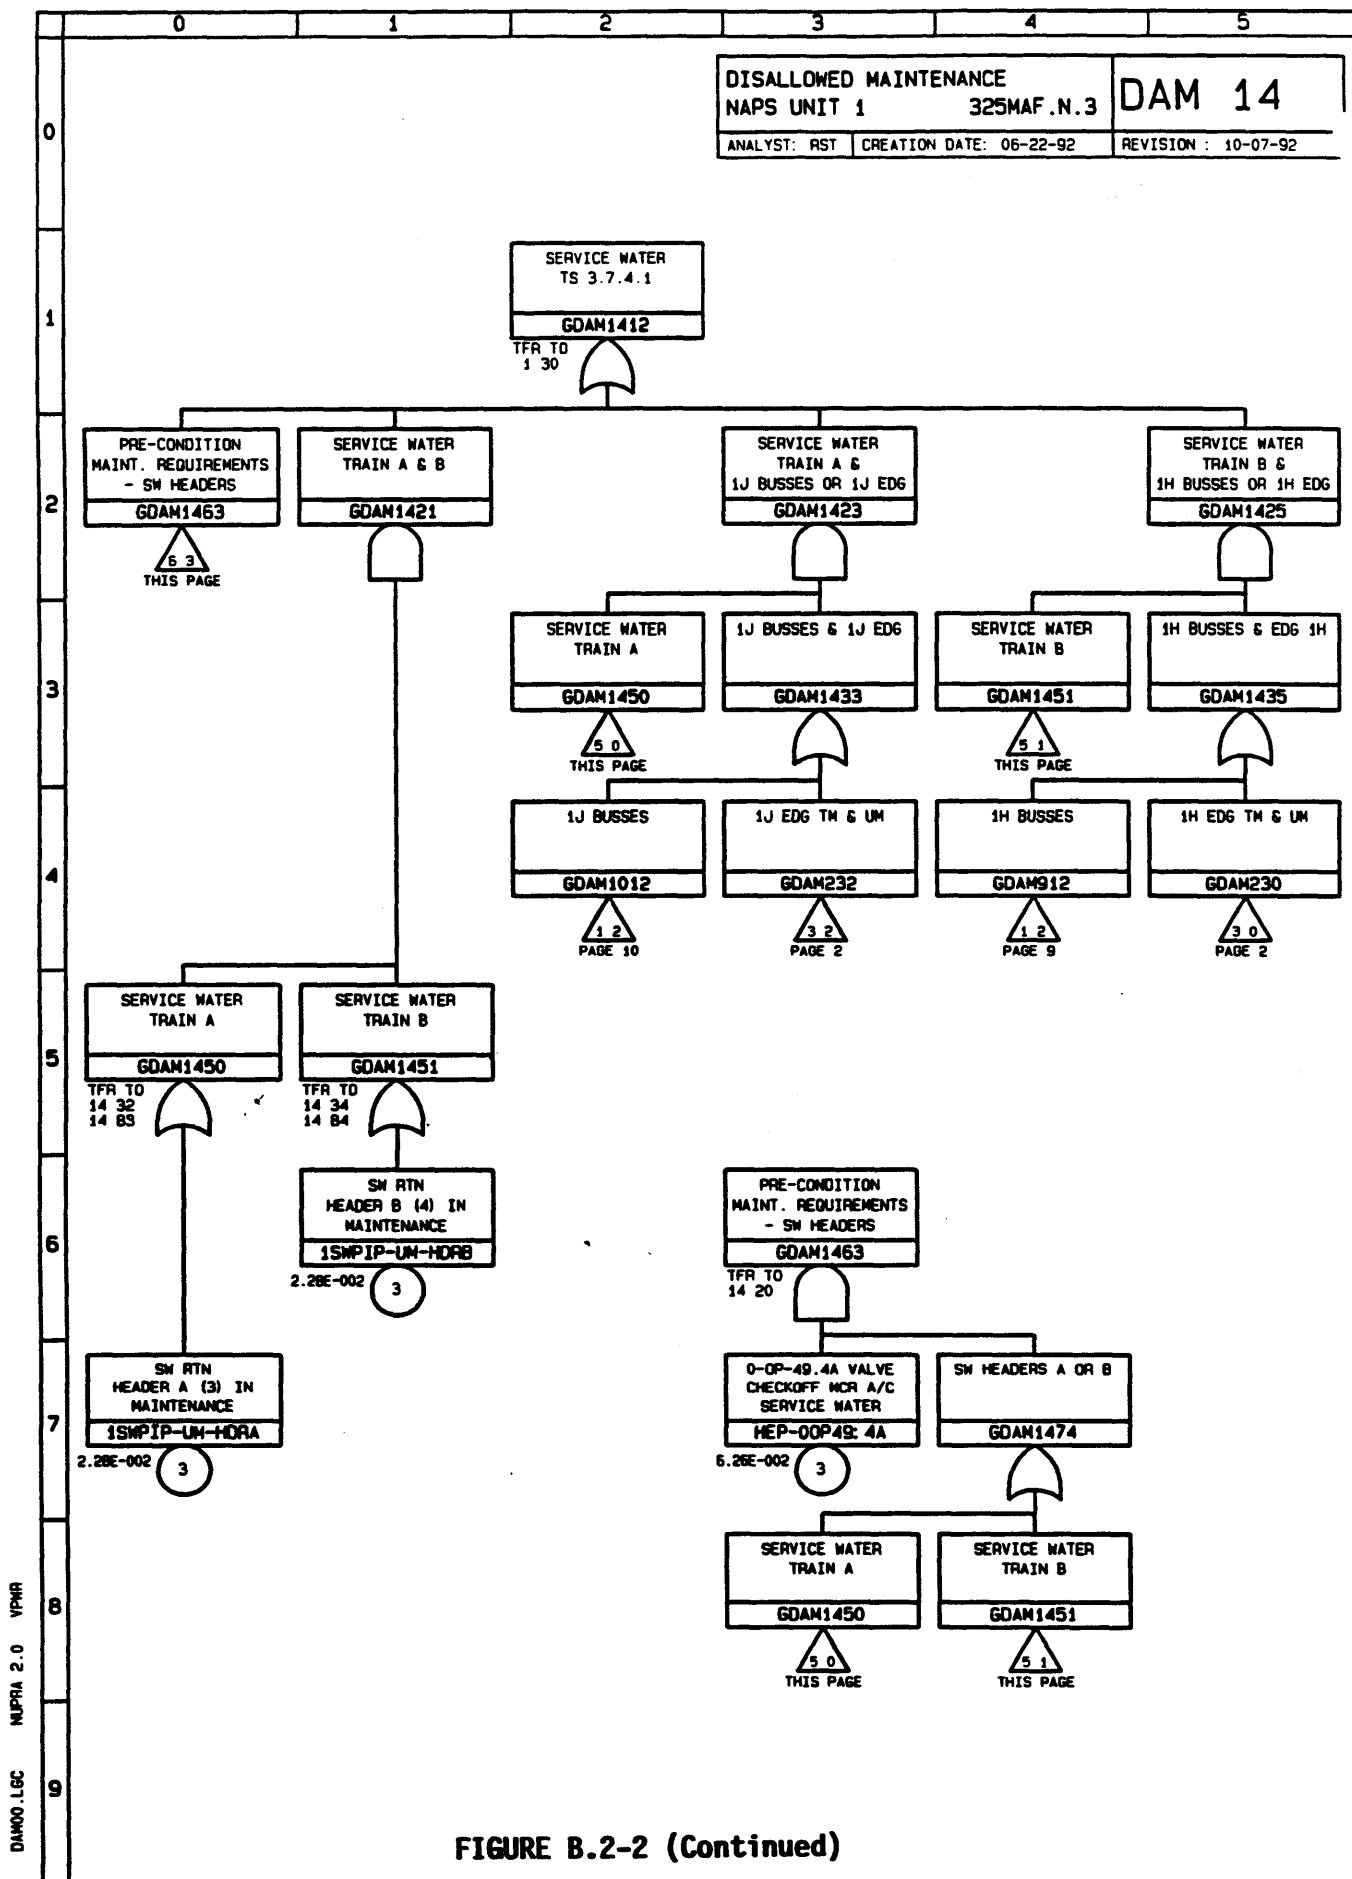 0 1 2 3 4 5
DISALLOWED MAINTENANCE
NAPS UNIT 1 325MAF.N.3
DAM 14
ANALYST: RST CREATION DATE: 06-22-92 REVISION : 10-07-92
0
1
2
3
4
5
6
7
8
9
SERVICE WATER
TS 3.7.4.1
GDAM1412
TFR TO
1 30
PRE-CONDITION
MAINT. REQUIREMENTS
- SW HEADERS
GDAM1463
6 3
THIS PAGE
SERVICE WATER
TRAIN A & B
GDAM1421
SERVICE WATER
TRAIN A &
1J BUSSES OR 1J EDG
GDAM1423
SERVICE WATER
TRAIN B &
1H BUSSES OR 1H EDG
GDAM1425
SERVICE WATER
TRAIN A
GDAM1450
5 0
THIS PAGE
1J BUSSES & 1J EDG
GDAM1433
SERVICE WATER
TRAIN B
GDAM1451
5 1
THIS PAGE
1H BUSSES & EDG 1H
GDAM1435
1J BUSSES
GDAM1012
1 2
PAGE 10
1J EDG TM & UM
GDAM232
3 2
PAGE 2
1H BUSSES
GDAM912
1 2
PAGE 9
1H EDG TM & UM
GDAM230
3 0
PAGE 2
SERVICE WATER
TRAIN A
GDAM1450
TFR TO
14 32
14 83
SERVICE WATER
TRAIN B
GDAM1451
TFR TO
14 34
14 84
SW RTN
HEADER B (4) IN
MAINTENANCE
1SWPIP-UM-HDRB
2.28E-002
3
PRE-CONDITION
MAINT. REQUIREMENTS
- SW HEADERS
GDAM1463
TFR TO
14 20
SW RTN
HEADER A (3) IN
MAINTENANCE
1SWPIP-UM-HDRA
2.28E-002
3
0-OP-49.4A VALVE
CHECKOFF MCR A/C
SERVICE WATER
HEP-0OP49:4A
6.26E-002
3
SW HEADERS A OR B
GDAM1474
SERVICE WATER
TRAIN A
GDAM1450
5 0
THIS PAGE
SERVICE WATER
TRAIN B
GDAM1451
5 1
THIS PAGE
DAM00.LGC NUPRA 2.0 VPWR
FIGURE B.2-2 (Continued)